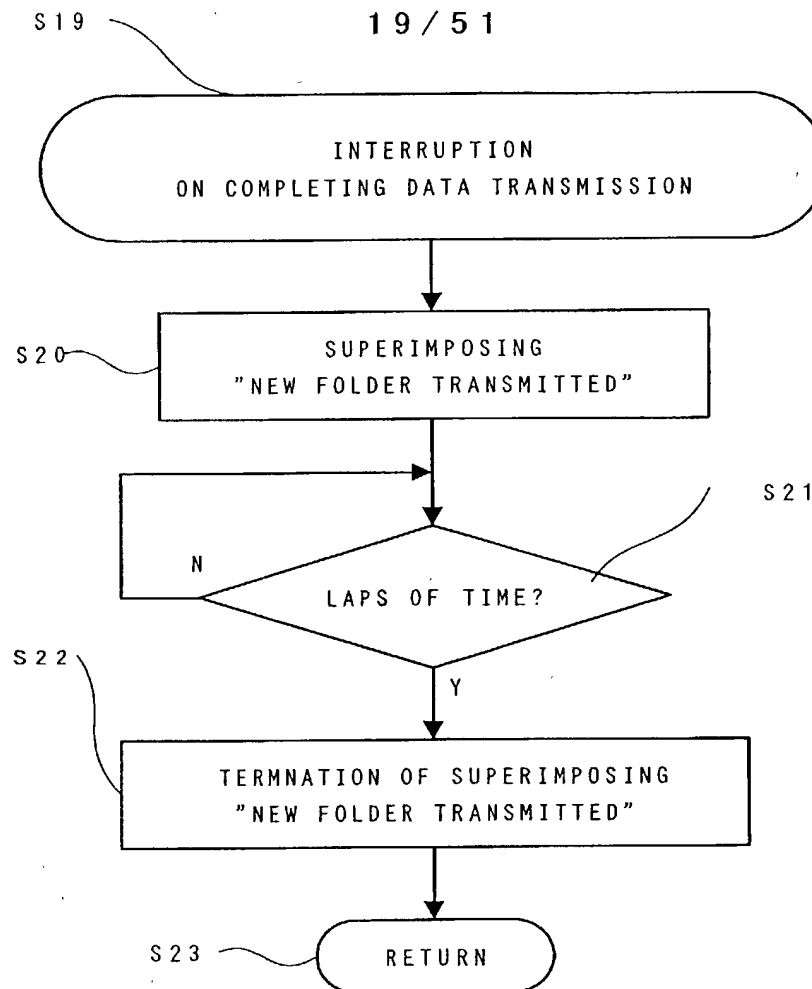 S19
19/51
INTERRUPTION
ON COMPLETING DATA TRANSMISSION
S20
SUPERIMPOSING
"NEW FOLDER TRANSMITTED"
S21
N
LAPS OF TIME?
S22
Y
TERMNATION OF SUPERIMPOSING
"NEW FOLDER TRANSMITTED"
S23
RETURN